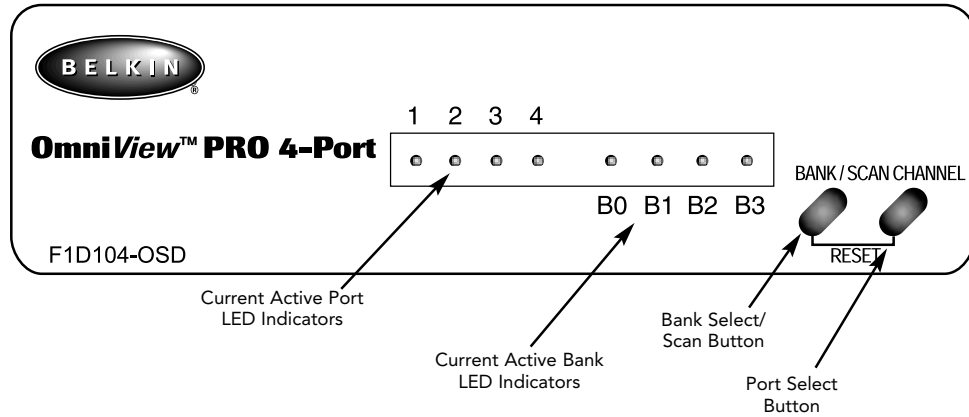 BELKIN
®
1 2 3 4
OmniView™ PRO 4-Port
BANK / SCAN CHANNEL
B0 B1 B2 B3
F1D104-OSD
RESET
Current Active Port
LED Indicators
Current Active Bank
LED Indicators
Bank Select/
Scan Button
Port Select
Button